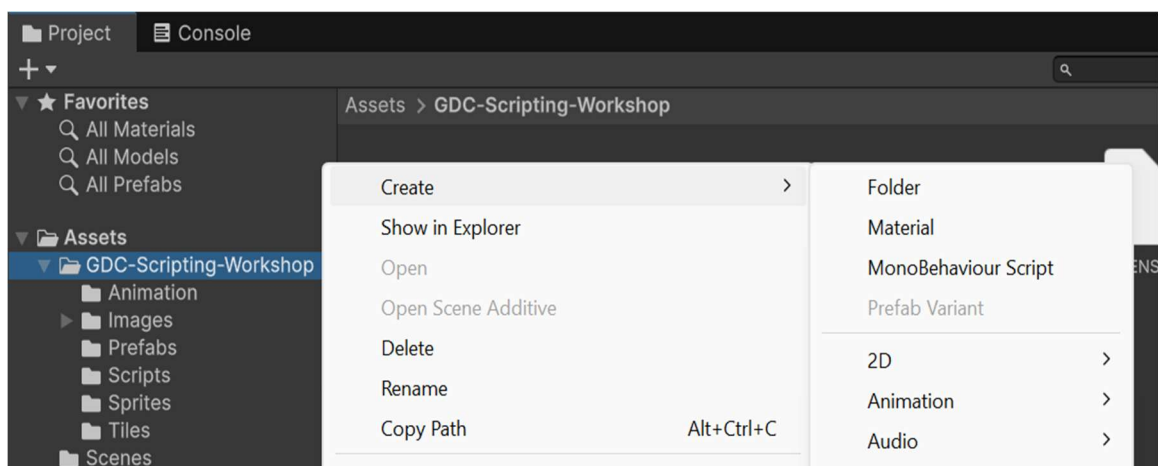 Project Console
Favorites
All Materials
All Models
All Prefabs
Assets
GDC-Scripting-Workshop
Animation
Images
Prefabs
Scripts
Sprites
Tiles
Scenes
Assets > GDC-Scripting-Workshop
Create
Show in Explorer
Open
Open Scene Additive
Delete
Rename
Copy Path Alt+Ctrl+C
Folder
Material
MonoBehaviour Script
Prefab Variant
2D
Animation
Audio